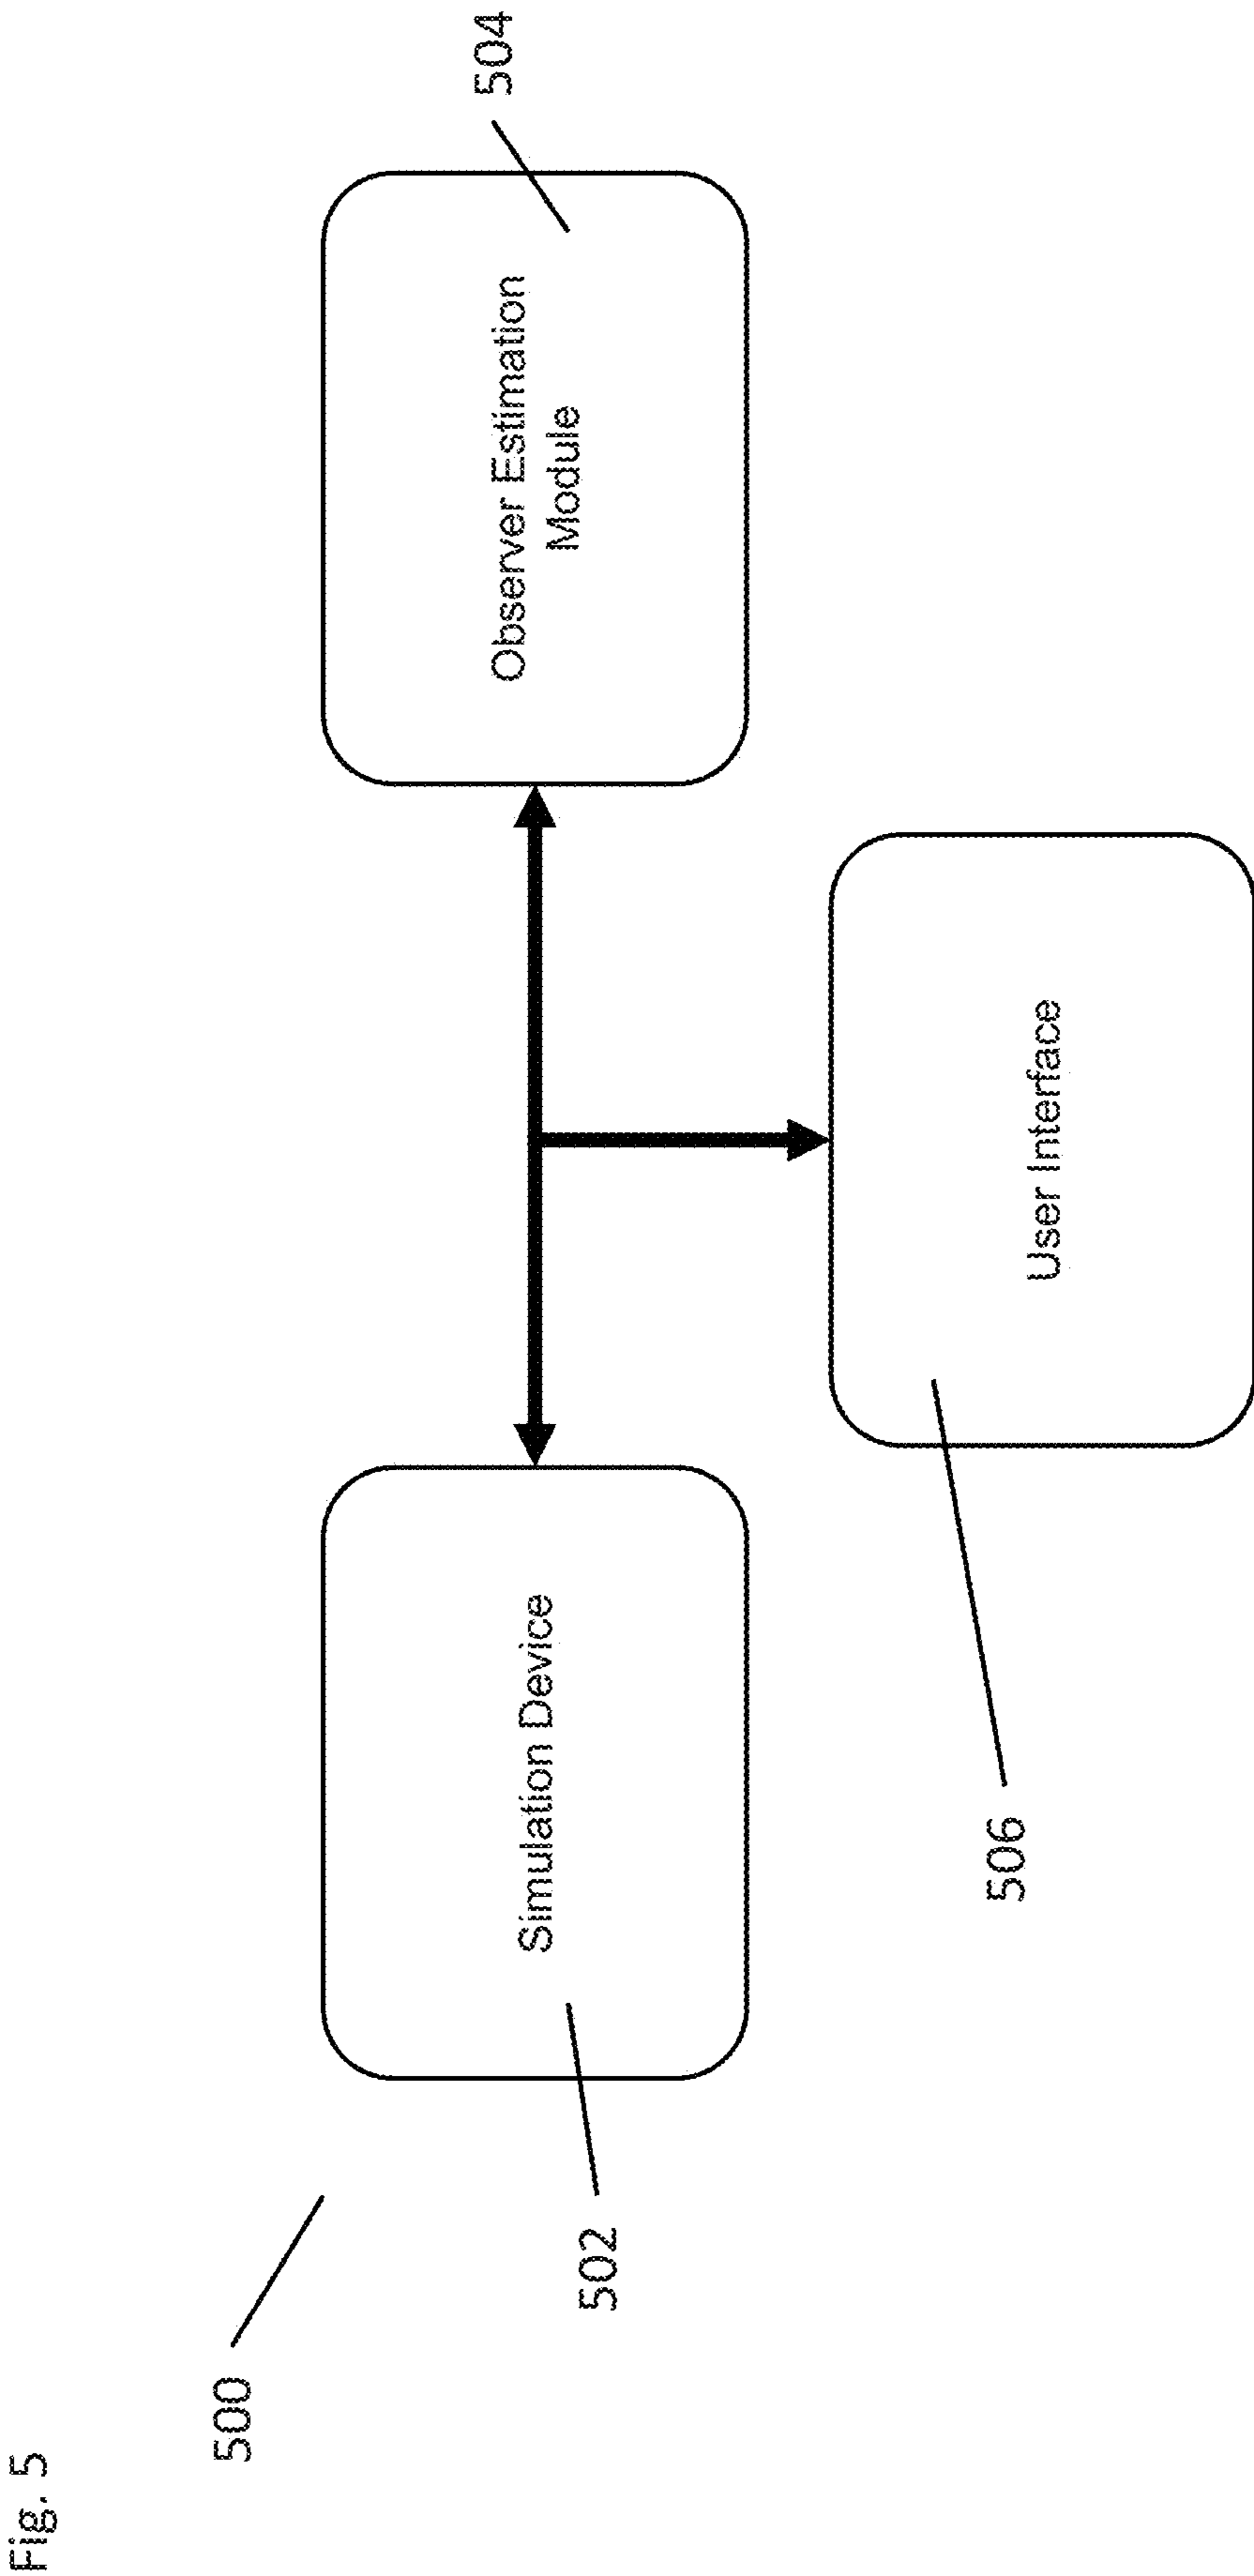 Fig. 5
500
502
Simulation Device
506
User Interface
Observer Estimation
Module
504